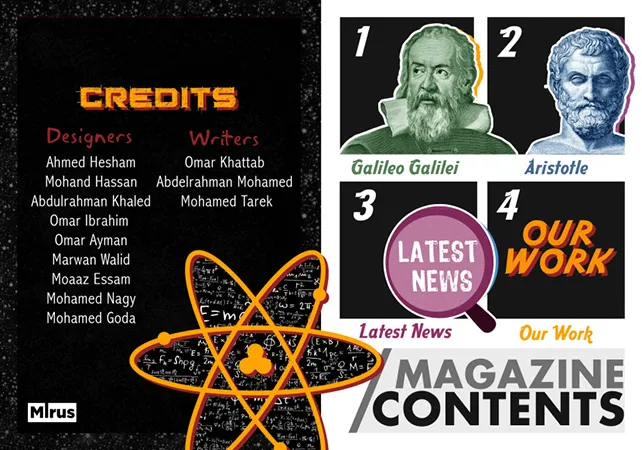 CREDITS
Designers
Ahmed Hesham
Mohand Hassan
Abdulrahman Khaled
Omar Ibrahim
Omar Ayman
Marwan Walid
Moaaz Essam
Mohamed Nagy
Mohamed Goda
Writers
Omar Khattab
Abdelrahman Mohamed
Mohamed Tarek
MIrus
1
Galileo Galilei
2
Aristotle
3
LATEST
NEWS
Latest News
4
OUR
WORK
Our Work
/MAGAZINE
CONTENTS